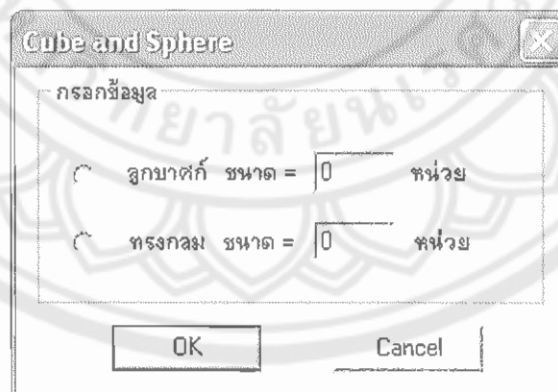 Cube and Sphere
กรอกข้อมูล
ลูกบาศก์ ขนาด = 0 หน่วย
ทรงกลม ขนาด = 0 หน่วย
OK Cancel